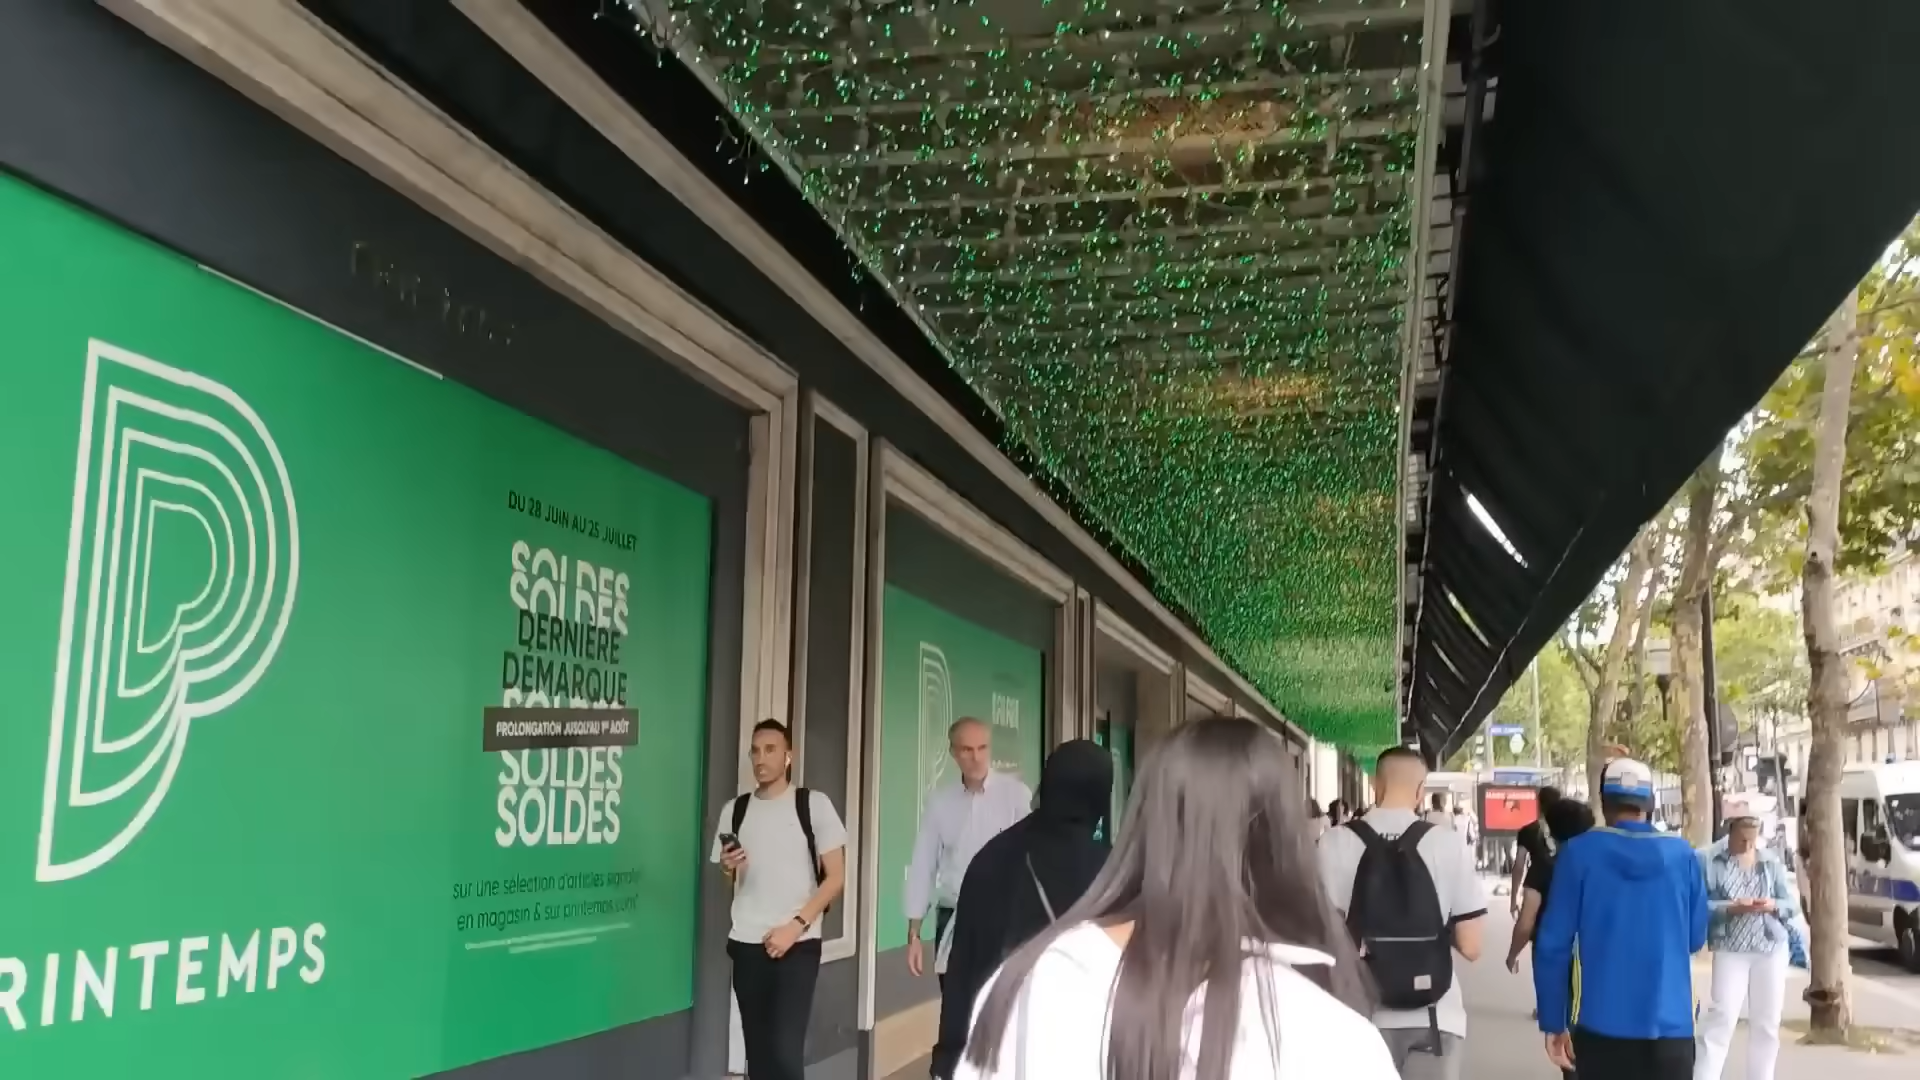 DU 28 JUIN AU 25 JUILLET
SOLDES
SOLDES
DERNIÈRE
DÉMARQUE
PROLONGATION JUSQU'AU 1ER AOÛT
SOLDES
SOLDES
sur une sélection d'articles signalés
en magasin & sur printemps.com*
P
RINTEMPS